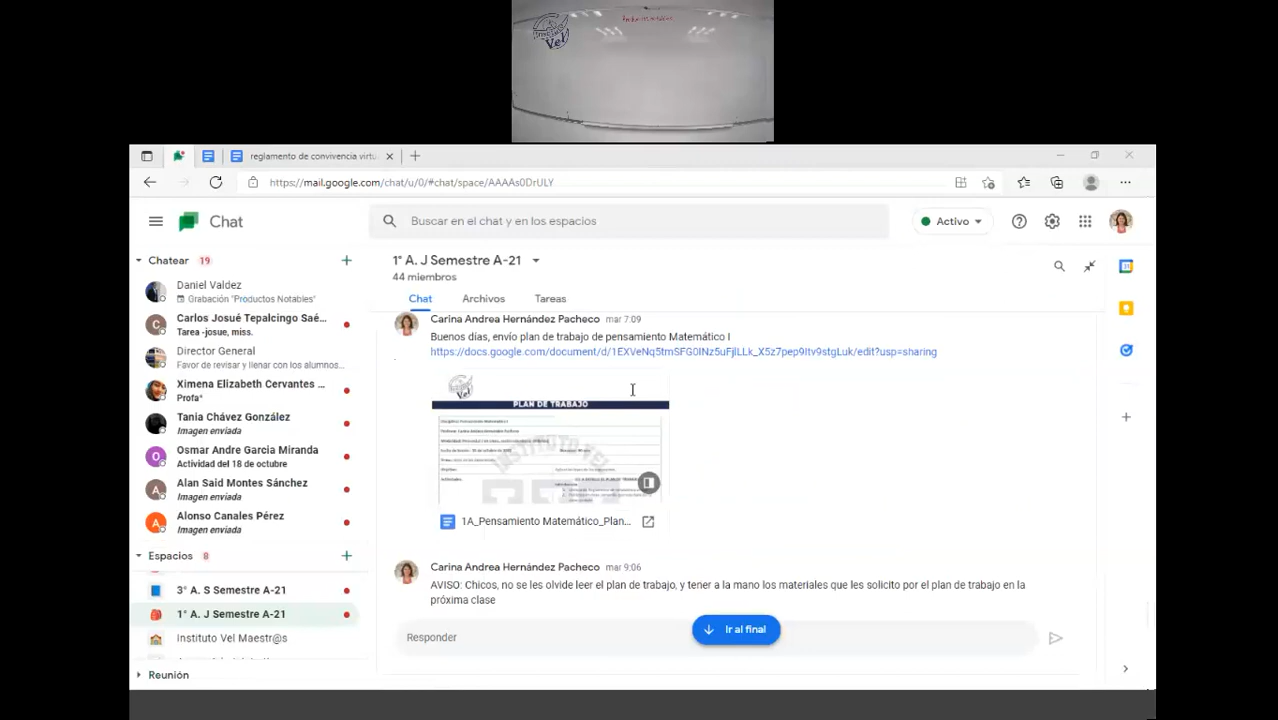 Vel
reglamento de convivencia virtu
https://mail.google.com/chat/u/0/#chat/space/AAAAs0DrULY
Chat
Buscar en el chat y en los espacios
Activo
Chatear 19
Daniel Valdez
Grabación "Productos Notables"
Carlos Josué Tepalcingo Saé...
Tarea -josue, miss.
Director General
Favor de revisar y llenar con los alumnos...
Ximena Elizabeth Cervantes ...
Profa*
Tania Chávez González
Imagen enviada
Osmar Andre Garcia Miranda
Actividad del 18 de octubre
Alan Said Montes Sánchez
Imagen enviada
Alonso Canales Pérez
Imagen enviada
Espacios 8
3° A. S Semestre A-21
1° A. J Semestre A-21
Instituto Vel Maestr@s
Reunión
1° A. J Semestre A-21
44 miembros
Chat Archivos Tareas
Carina Andrea Hernández Pacheco mar 7:09
Buenos días, envío plan de trabajo de pensamiento Matemático I
https://docs.google.com/document/d/1EXVeNq5tmSFG0INz5uFjlLLk_X5z7pep9Itv9stgLuk/edit?usp=sharing
Vel
PLAN DE TRABAJO
INSTITUTO VEL
1A_Pensamiento Matemático_Plan...
Carina Andrea Hernández Pacheco mar 9:06
AVISO: Chicos, no se les olvide leer el plan de trabajo, y tener a la mano los materiales que les solicito por el plan de trabajo en la
próxima clase
Ir al final
Responder